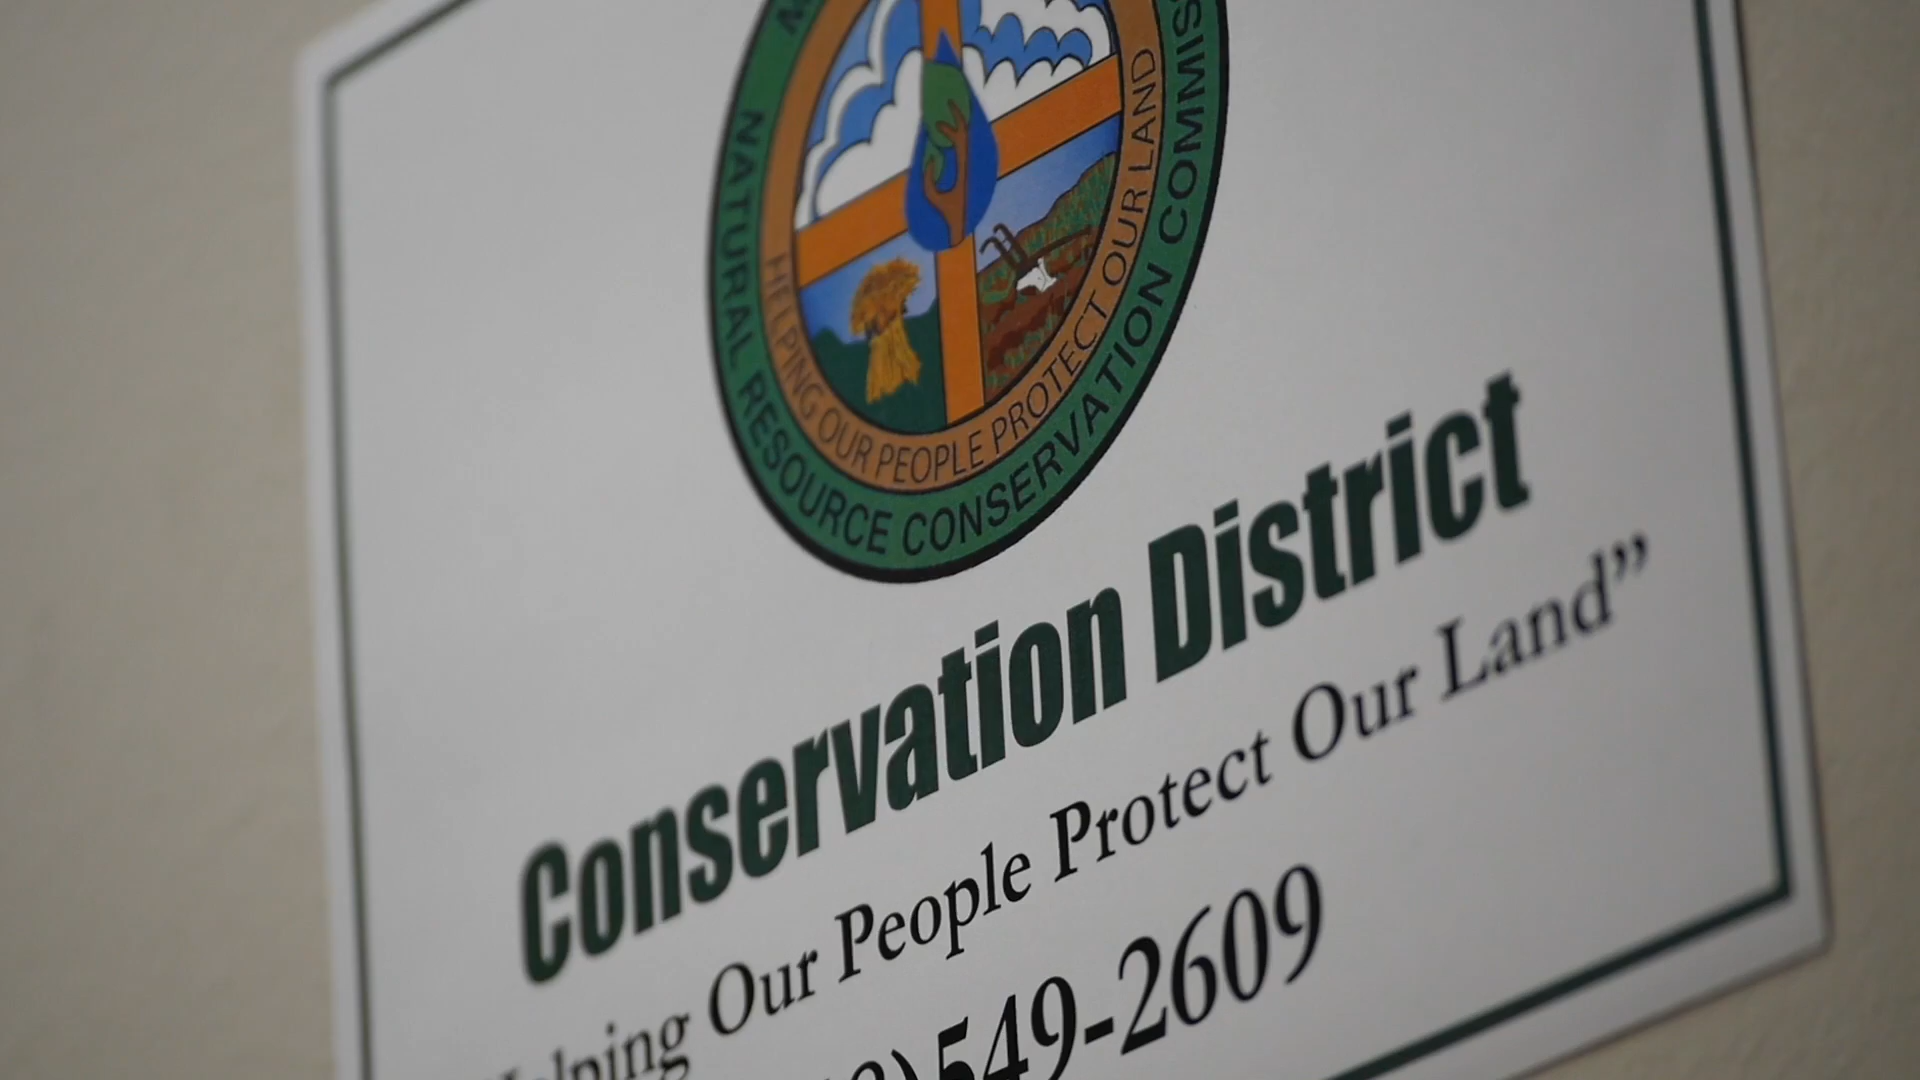 NATURAL RESOURCE CONSERVATION
HELPING OUR PEOPLE PROTECT OUR LAND
Conservation District
Our People Protect Our Land”
549-2609